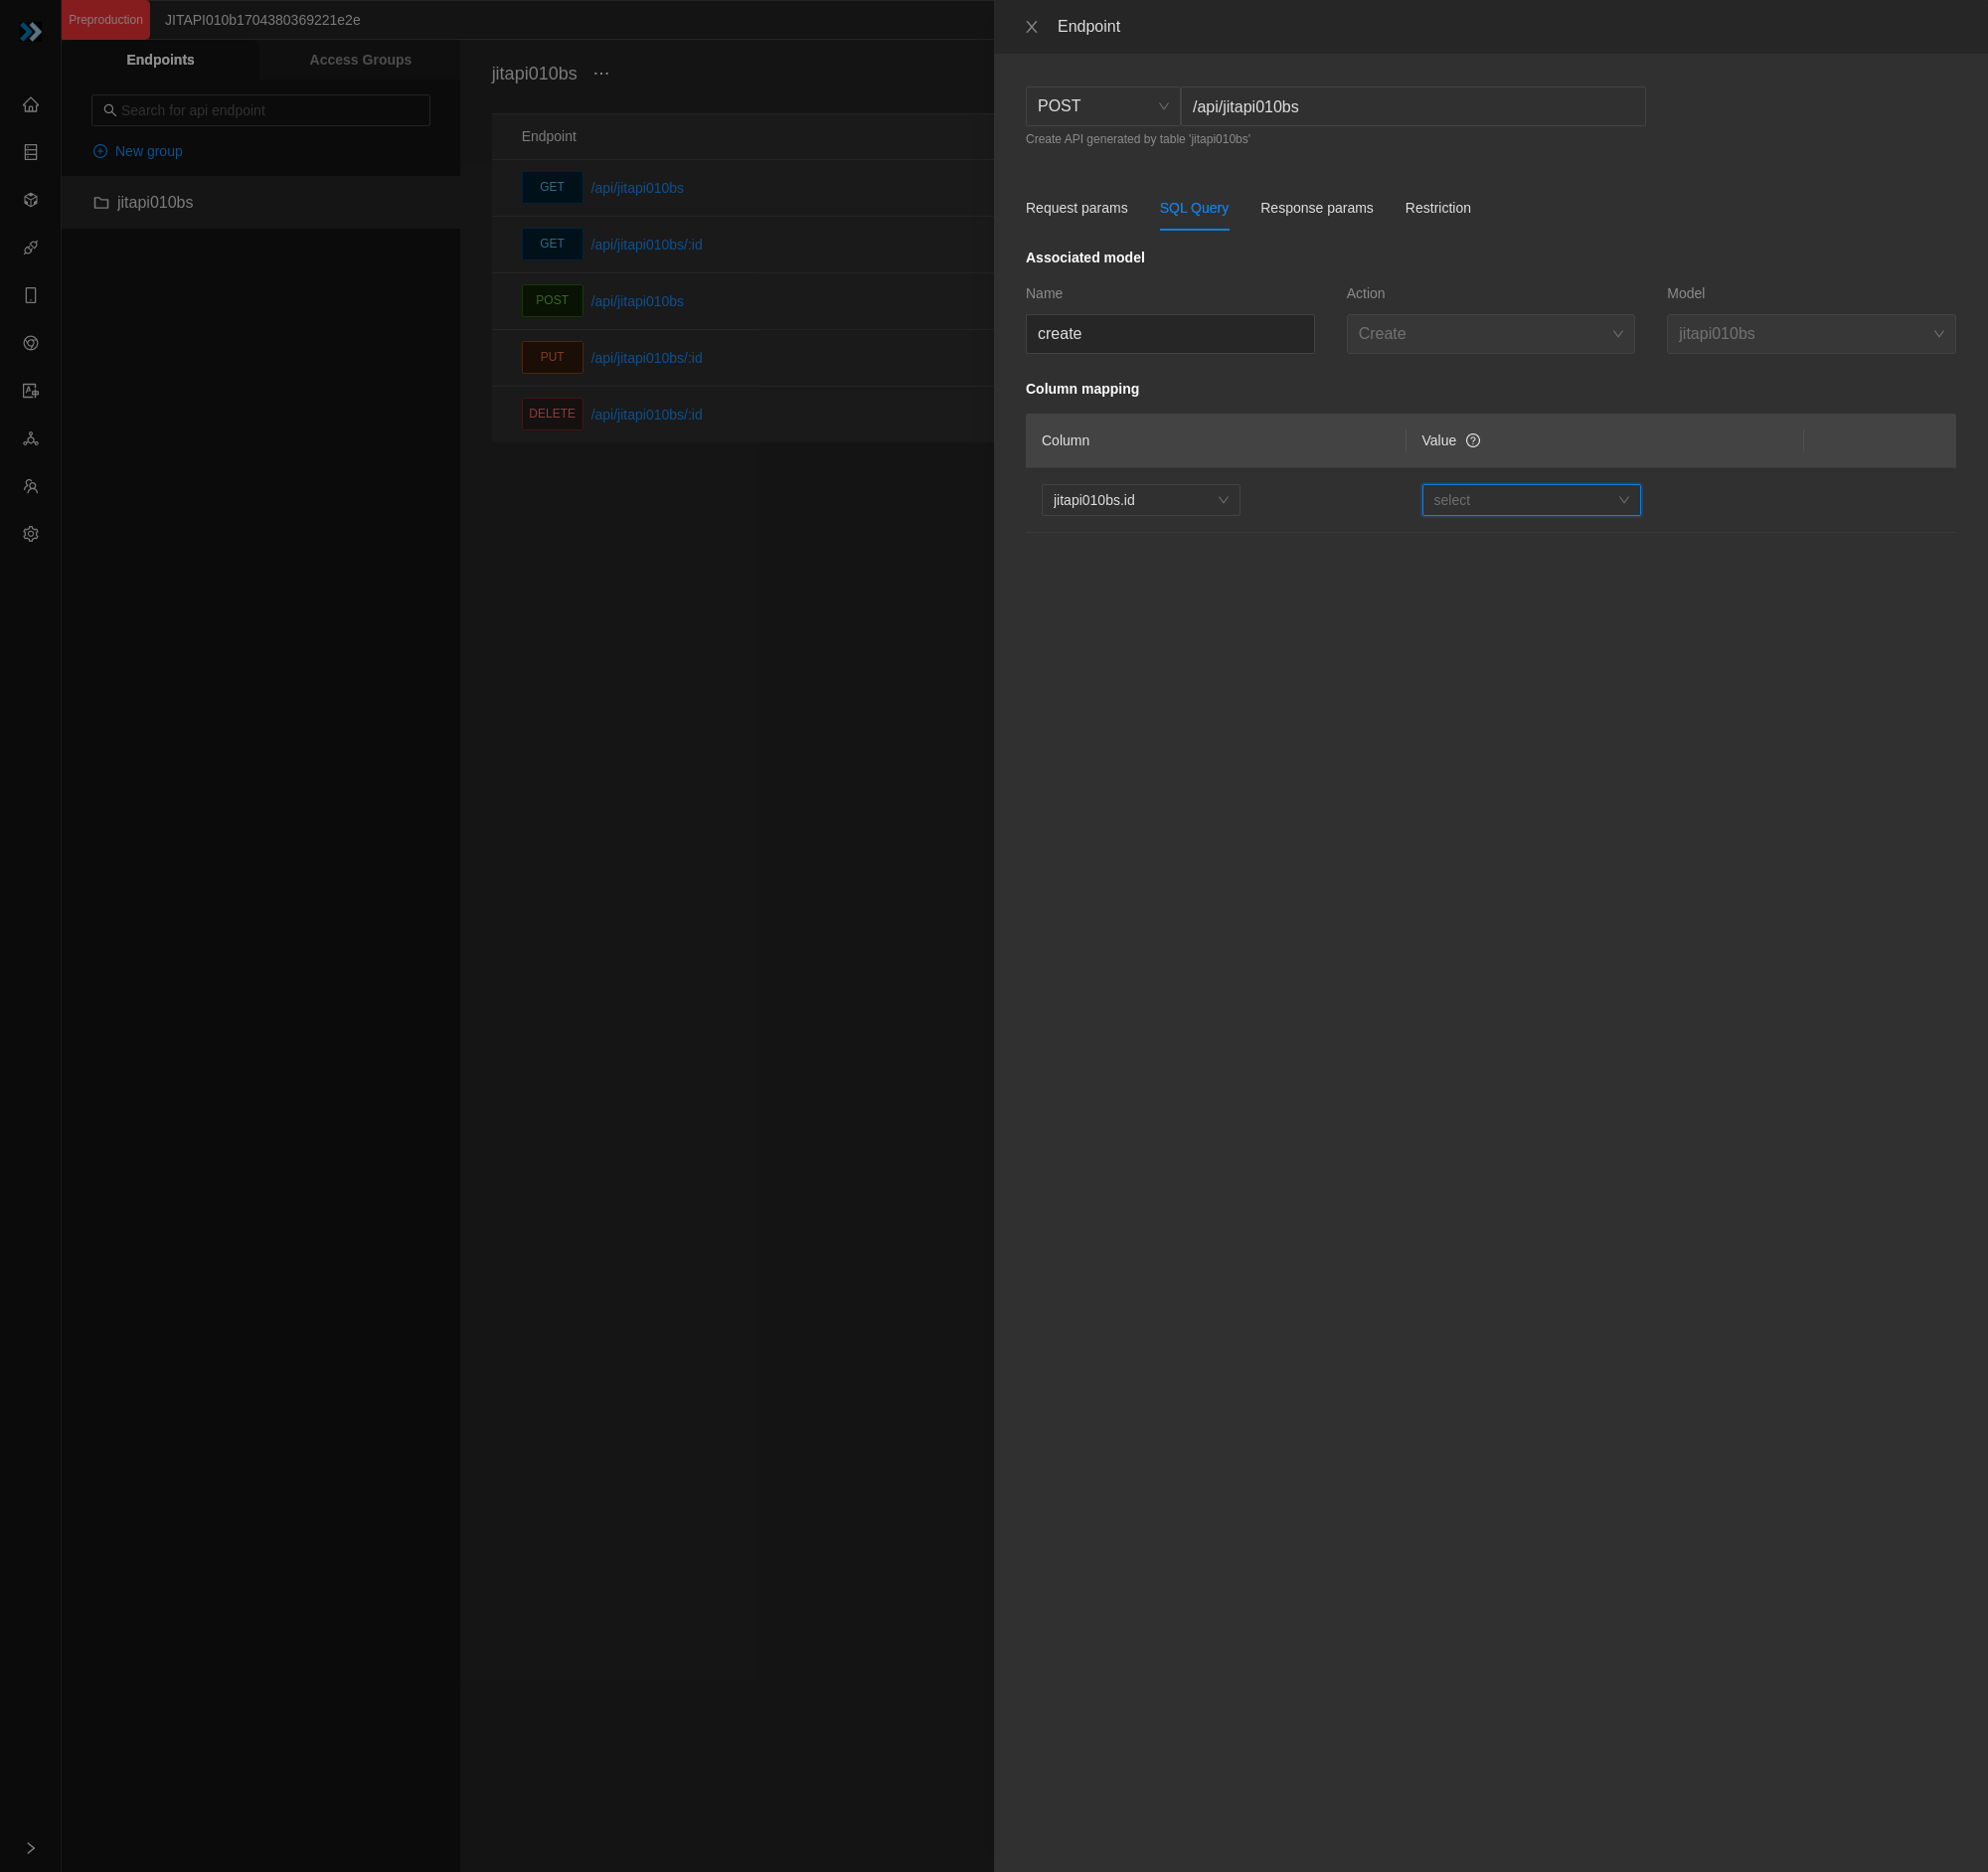 Preproduction
JITAPI010b1704380369221e2e
Endpoints
Access Groups
Search for api endpoint
New group
jitapi010bs
jitapi010bs ...
Endpoint
GET /api/jitapi010bs
GET /api/jitapi010bs/:id
POST /api/jitapi010bs
PUT /api/jitapi010bs/:id
DELETE /api/jitapi010bs/:id
Endpoint
POST /api/jitapi010bs
Create API generated by table 'jitapi010bs'
Request params SQL Query Response params Restriction
Associated model
Name Action Model
create Create jitapi010bs
Column mapping
Column Value
jitapi010bs.id select